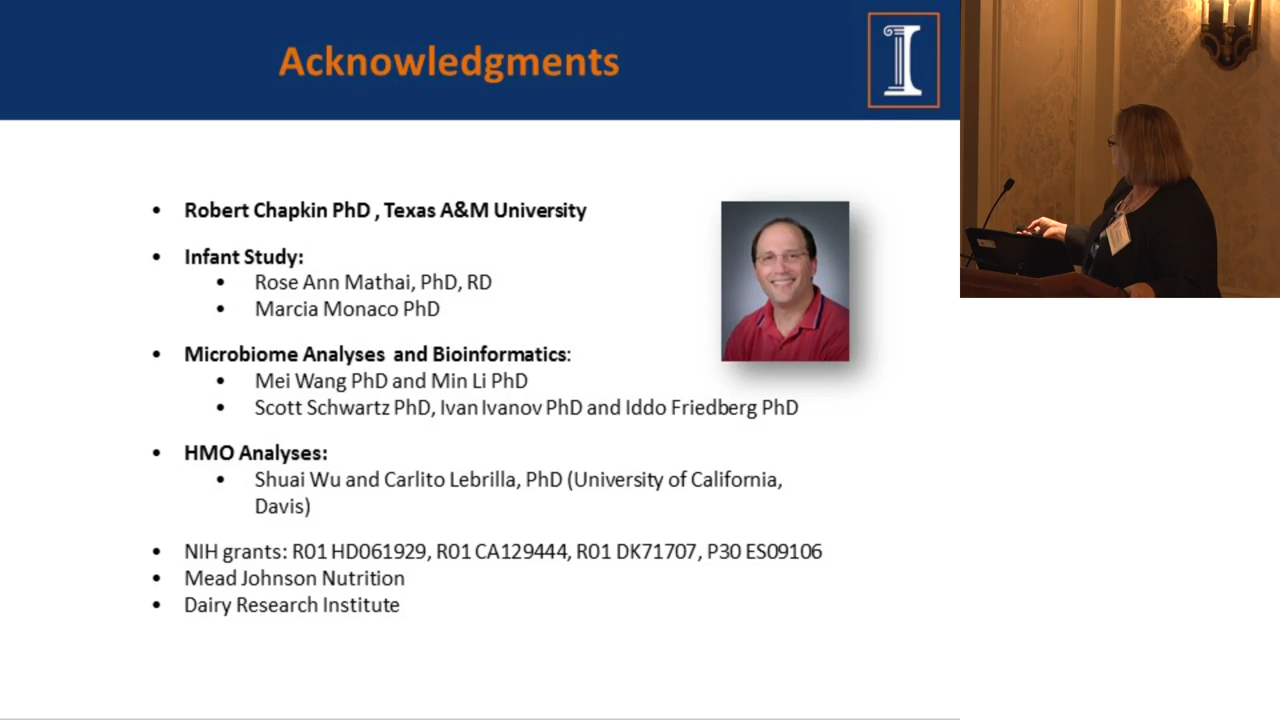 Acknowledgments
I
• Robert Chapkin PhD , Texas A&M University
• Infant Study:
• Rose Ann Mathai, PhD, RD
• Marcia Monaco PhD
• Microbiome Analyses and Bioinformatics:
• Mei Wang PhD and Min Li PhD
• Scott Schwartz PhD, Ivan Ivanov PhD and Iddo Friedberg PhD
• HMO Analyses:
• Shuai Wu and Carlito Lebrilla, PhD (University of California,
Davis)
• NIH grants: R01 HD061929, R01 CA129444, R01 DK71707, P30 ES09106
• Mead Johnson Nutrition
• Dairy Research Institute